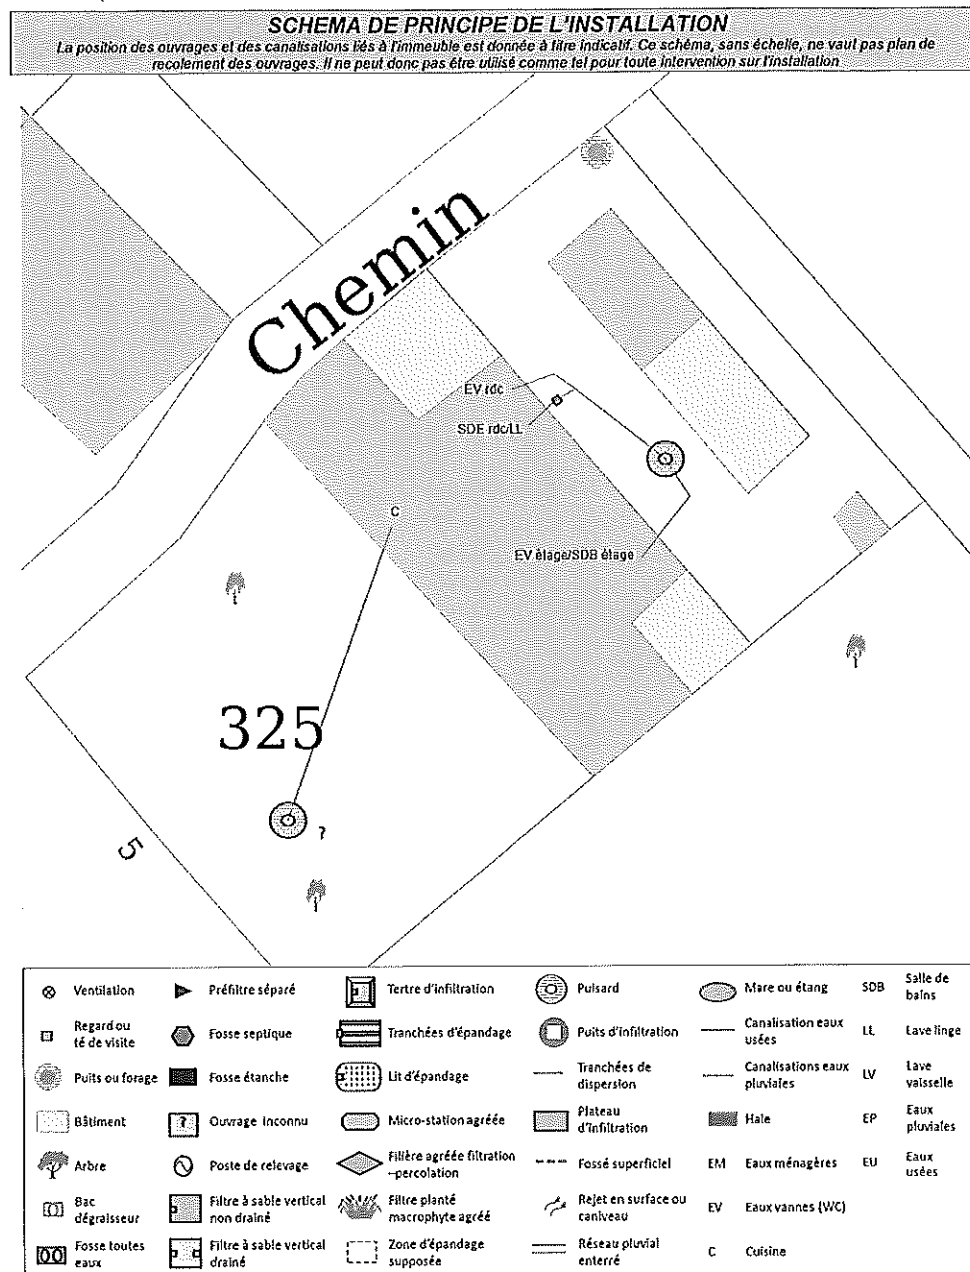 SCHEMA DE PRINCIPE DE L'INSTALLATION
La position des ouvrages et des canalisations liés à l'immeuble est donnée à titre indicatif. Ce schéma, sans échelle, ne vaut pas plan de
recolement des ouvrages. Il ne peut donc pas être utilisé comme tel pour toute intervention sur l'installation
Chemin
EV rdc
SDE rdc/LL
C
EV étage/SDB étage
325
?
5
Ventilation
Préfiltre séparé
Tertre d'infiltration
Puisard
Mare ou étang
SDB
Salle de
bains
Regard ou
té de visite
Fosse septique
Tranchées d'épandage
Puits d'infiltration
Canalisation eaux
usées
LL
Lave linge
Puits ou forage
Fosse étanche
Lit d'épandage
Tranchées de
dispersion
Canalisations eaux
pluviales
LV
Lave
vaisselle
Bâtiment
?
Ouvrage inconnu
Micro-station agréée
Plateau
d'infiltration
Haie
EP
Eaux
pluviales
Arbre
Poste de relevage
Filière agréée filtration
-percolation
Fossé superficiel
EM
Eaux ménagères
EU
Eaux
usées
Bac
dégraisseur
Filtre à sable vertical
non drainé
Filtre planté
macrophyte agréé
Rejet en surface ou
caniveau
EV
Eaux vannes (WC)
Fosse toutes
eaux
Filtre à sable vertical
drainé
Zone d'épandage
supposée
Réseau pluvial
enterré
C
Cuisine